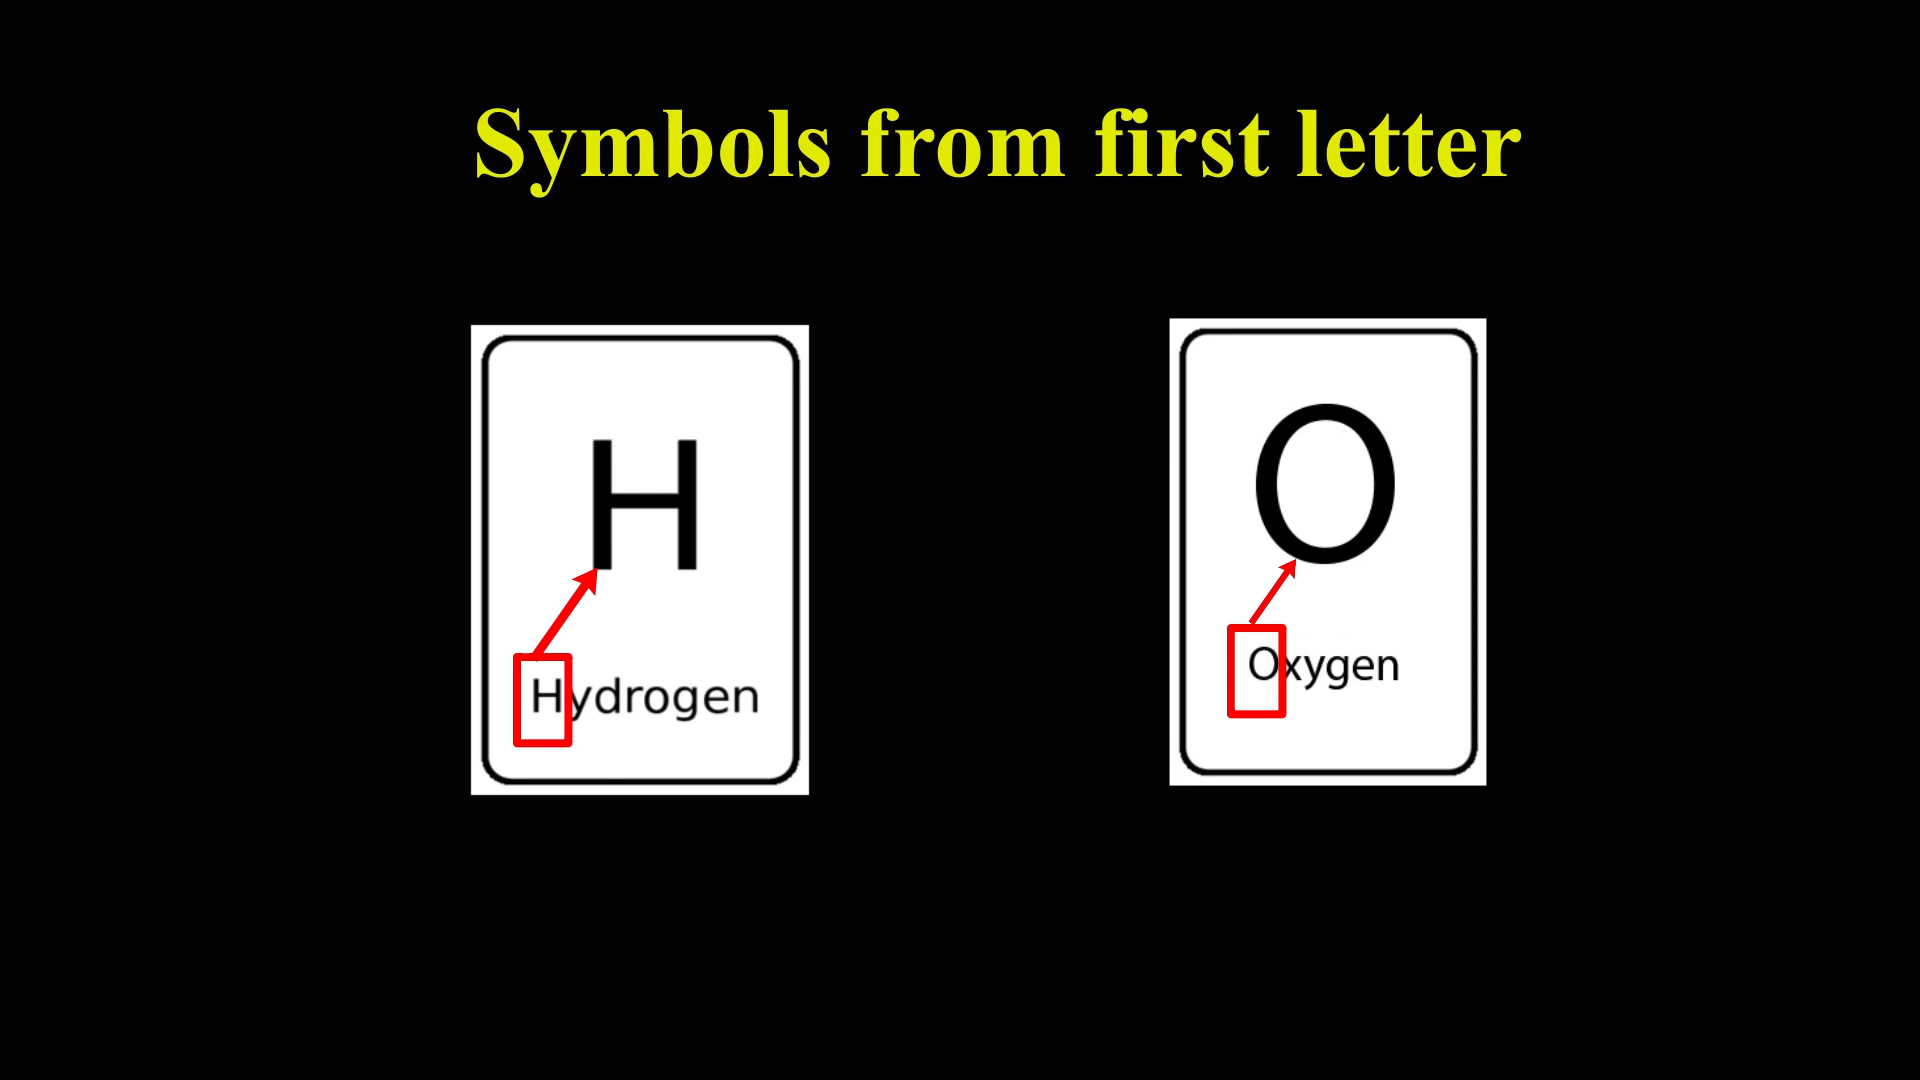 Symbols from first letter
H
Hydrogen
O
Oxygen